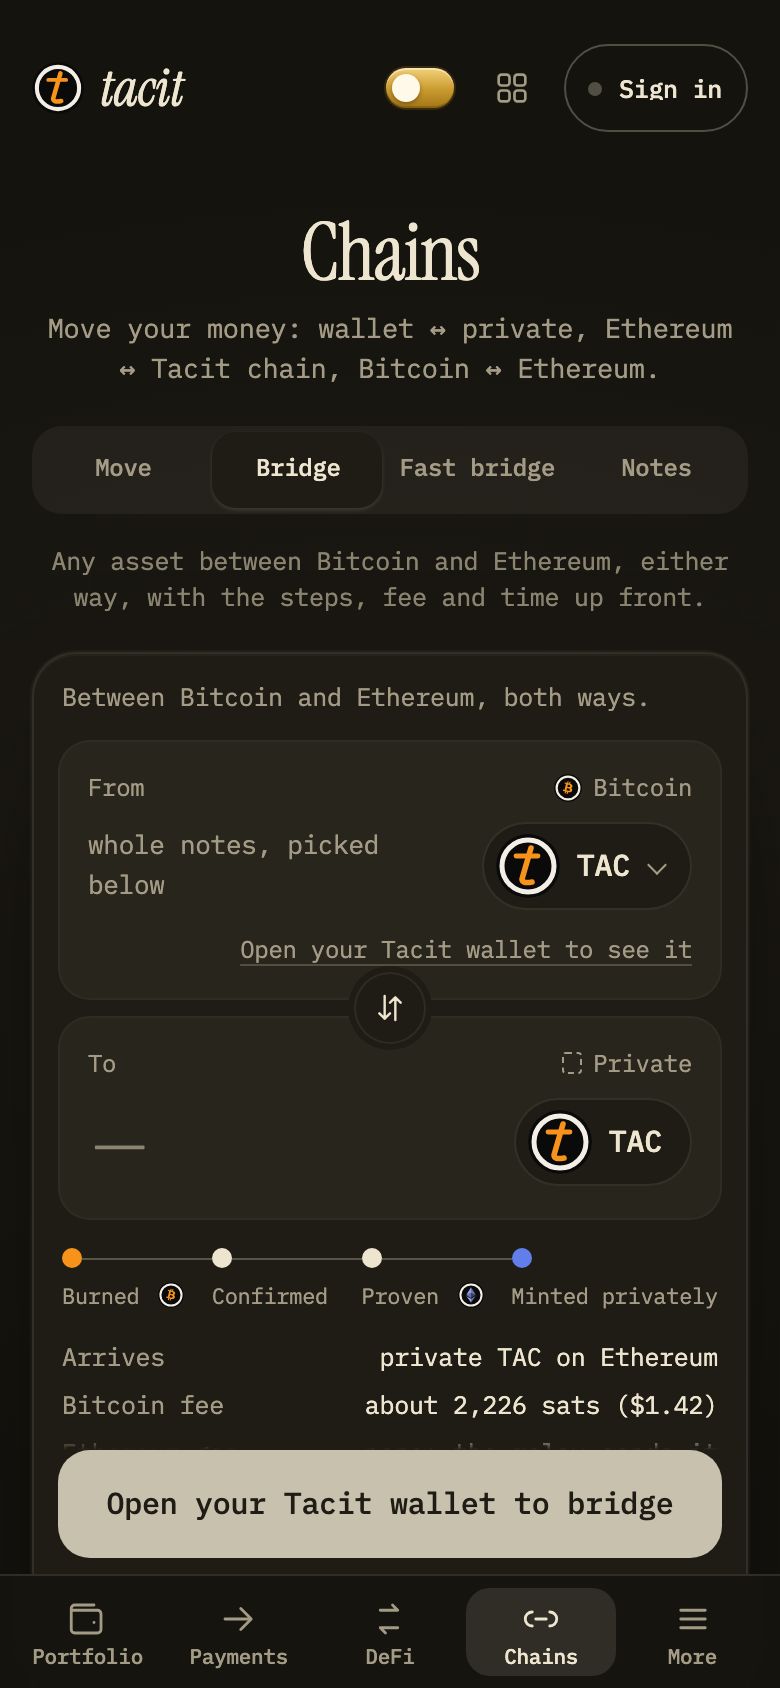 tacit
Sign in
Chains
Move your money: wallet ↔ private, Ethereum
↔ Tacit chain, Bitcoin ↔ Ethereum.
Move
Bridge
Fast bridge
Notes
Any asset between Bitcoin and Ethereum, either
way, with the steps, fee and time up front.
Between Bitcoin and Ethereum, both ways.
From
Bitcoin
whole notes, picked
below
TAC
Open your Tacit wallet to see it
To
Private
—
TAC
Burned
Confirmed
Proven
Minted privately
Arrives
private TAC on Ethereum
Bitcoin fee
about 2,226 sats ($1.42)
Open your Tacit wallet to bridge
Portfolio
Payments
DeFi
Chains
More